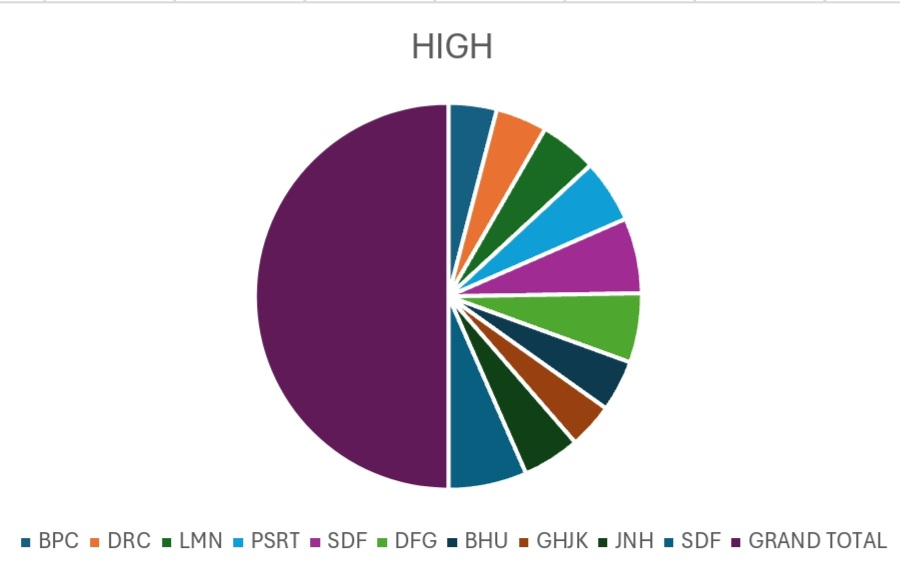 HIGH
BPC DRC LMN PSRT SDF DFG BHU GHJK JNH SDF GRAND TOTAL